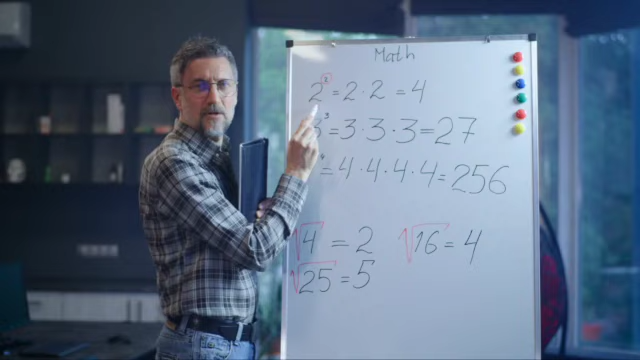 Math
2² = 2 · 2 = 4
3³ = 3 · 3 · 3 = 27
= 4 · 4 · 4 · 4 = 256
√4 = 2 √16 = 4
√25 = 5